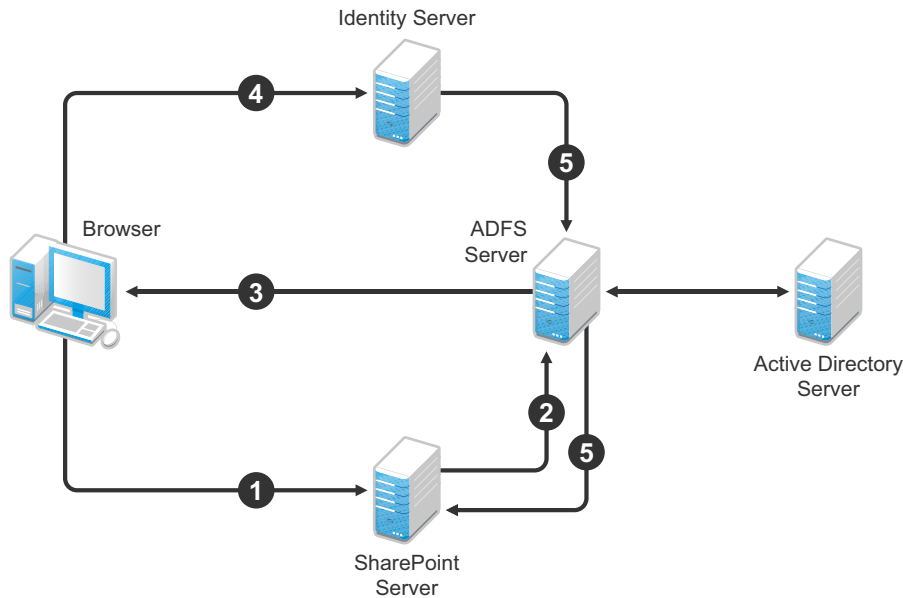 Identity Server
4
5
Browser
ADFS
Server
3
Active Directory
Server
2
5
1
SharePoint
Server